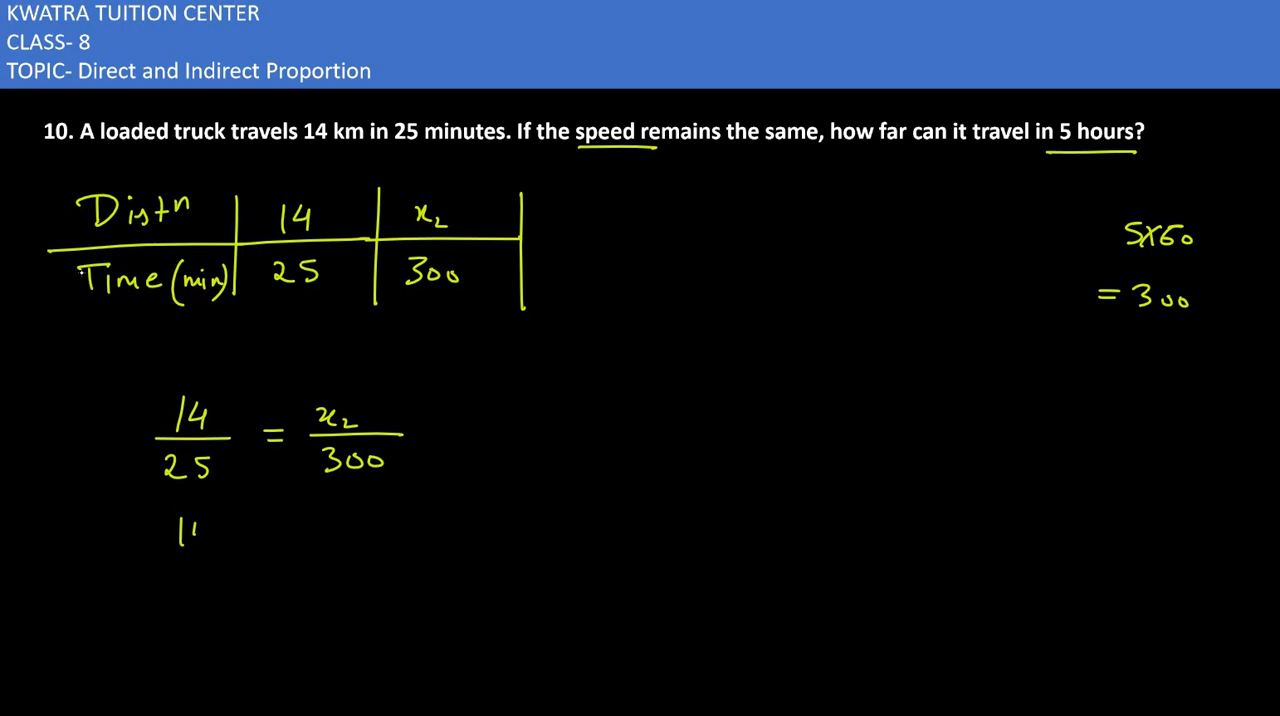 KWATRA TUITION CENTER
CLASS- 8
TOPIC- Direct and Indirect Proportion
10. A loaded truck travels 14 km in 25 minutes. If the speed remains the same, how far can it travel in 5 hours?
Distn 14 x2
Time (min) 25 300
5×60
= 300
14/25 = x2/300